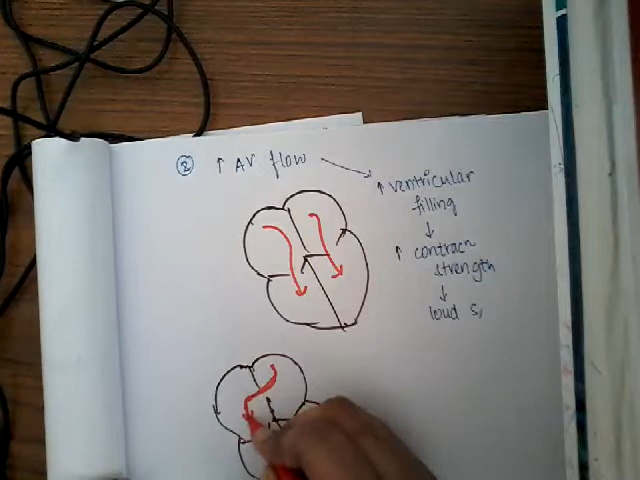 ② ↑ AV flow →
↑ ventricular
filling
↓
↑ contracn
strength
↓
loud S₁